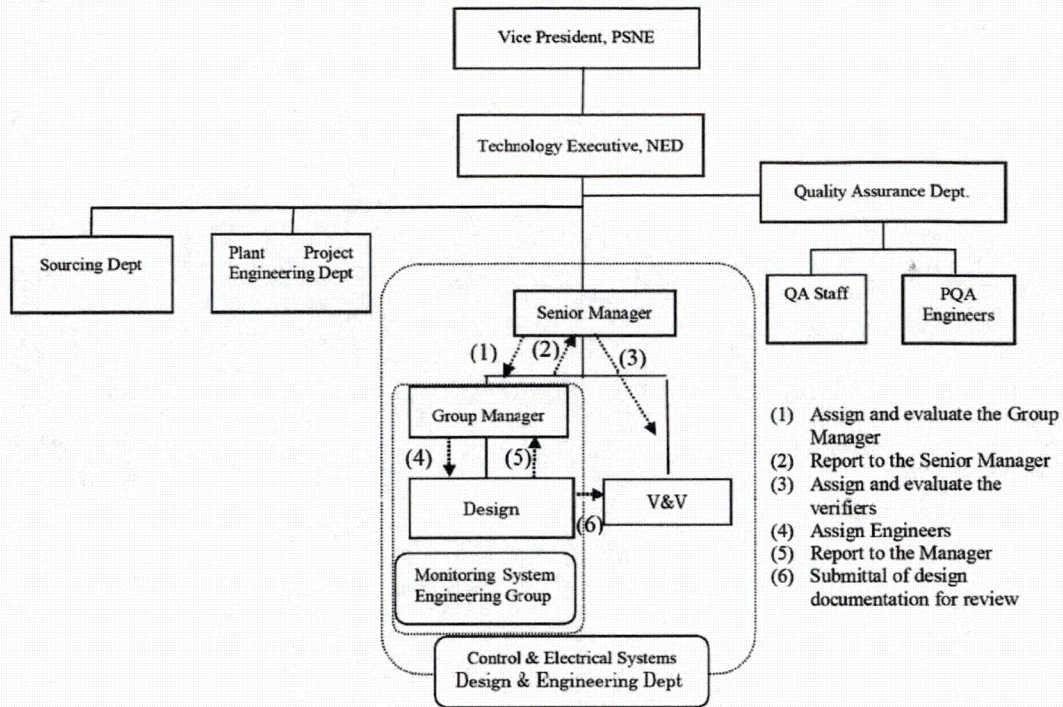 Vice President, PSNE
Technology Executive, NED
Quality Assurance Dept.
Sourcing Dept
Plant Project
Engineering Dept
QA Staff
PQA
Engineers
Senior Manager
(1)
(2)
(3)
Group Manager
(4)
(5)
Design
(6)
V&V
Monitoring System
Engineering Group
Control & Electrical Systems
Design & Engineering Dept
(1) Assign and evaluate the Group
Manager
(2) Report to the Senior Manager
(3) Assign and evaluate the
verifiers
(4) Assign Engineers
(5) Report to the Manager
(6) Submittal of design
documentation for review